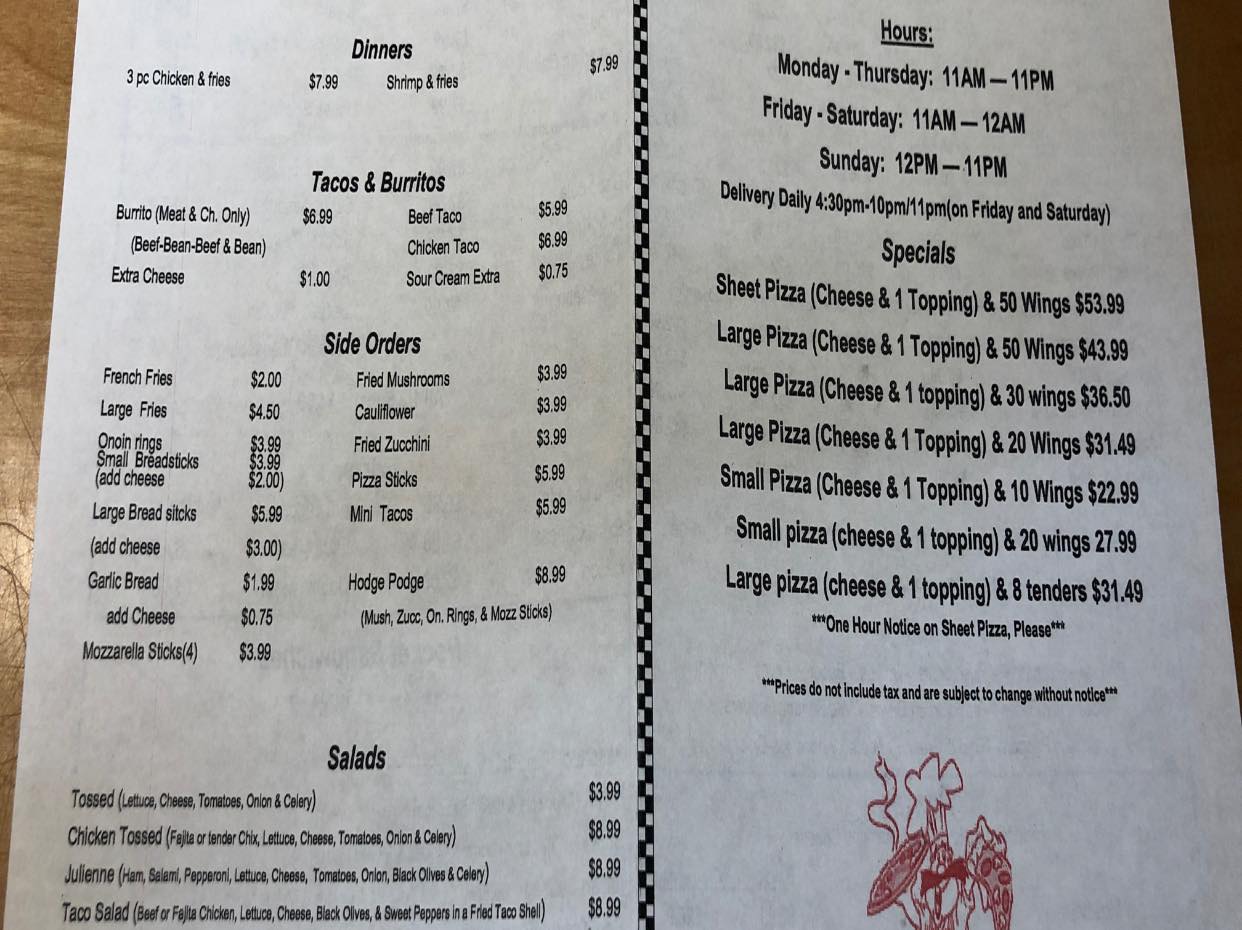 Dinners
3 pc Chicken & fries $7.99 Shrimp & fries $7.99
Tacos & Burritos
Burrito (Meat & Ch. Only) $6.99 Beef Taco $5.99
(Beef-Bean-Beef & Bean) Chicken Taco $6.99
Extra Cheese $1.00 Sour Cream Extra $0.75
Side Orders
French Fries $2.00 Fried Mushrooms $3.99
Large Fries $4.50 Cauliflower $3.99
Onoin rings $3.99 Fried Zucchini $3.99
Small Breadsticks $3.99
(add cheese $2.00) Pizza Sticks $5.99
Large Bread sitcks $5.99 Mini Tacos $5.99
(add cheese $3.00)
Garlic Bread $1.99 Hodge Podge $8.99
add Cheese $0.75 (Mush, Zucc, On. Rings, & Mozz Sticks)
Mozzarella Sticks(4) $3.99
Salads
Tossed (Lettuce, Cheese, Tomatoes, Onion & Celery) $3.99
Chicken Tossed (Fajita or tender Chix, Lettuce, Cheese, Tomatoes, Onion & Celery) $8.99
Julienne (Ham, Salami, Pepperoni, Lettuce, Cheese, Tomatoes, Onion, Black Olives & Celery) $8.99
Taco Salad (Beef or Fajita Chicken, Lettuce, Cheese, Black Olives, & Sweet Peppers in a Fried Taco Shell) $8.99
Hours:
Monday - Thursday: 11AM — 11PM
Friday - Saturday: 11AM — 12AM
Sunday: 12PM — 11PM
Delivery Daily 4:30pm-10pm/11pm(on Friday and Saturday)
Specials
Sheet Pizza (Cheese & 1 Topping) & 50 Wings $53.99
Large Pizza (Cheese & 1 Topping) & 50 Wings $43.99
Large Pizza (Cheese & 1 topping) & 30 wings $36.50
Large Pizza (Cheese & 1 Topping) & 20 Wings $31.49
Small Pizza (Cheese & 1 Topping) & 10 Wings $22.99
Small pizza (cheese & 1 topping) & 20 wings 27.99
Large pizza (cheese & 1 topping) & 8 tenders $31.49
***One Hour Notice on Sheet Pizza, Please***
***Prices do not include tax and are subject to change without notice***